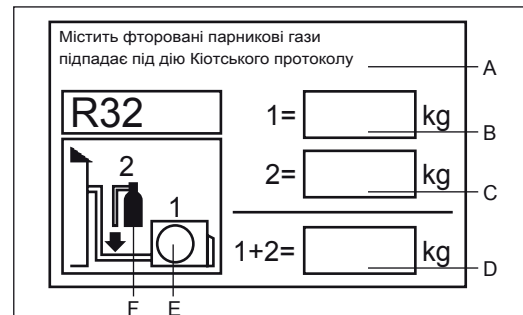 Містить фторовані парникові гази
підпадає під дію Кіотського протоколу
A
R32
1= kg
B
2
2= kg
C
1
1+2= kg
D
F E